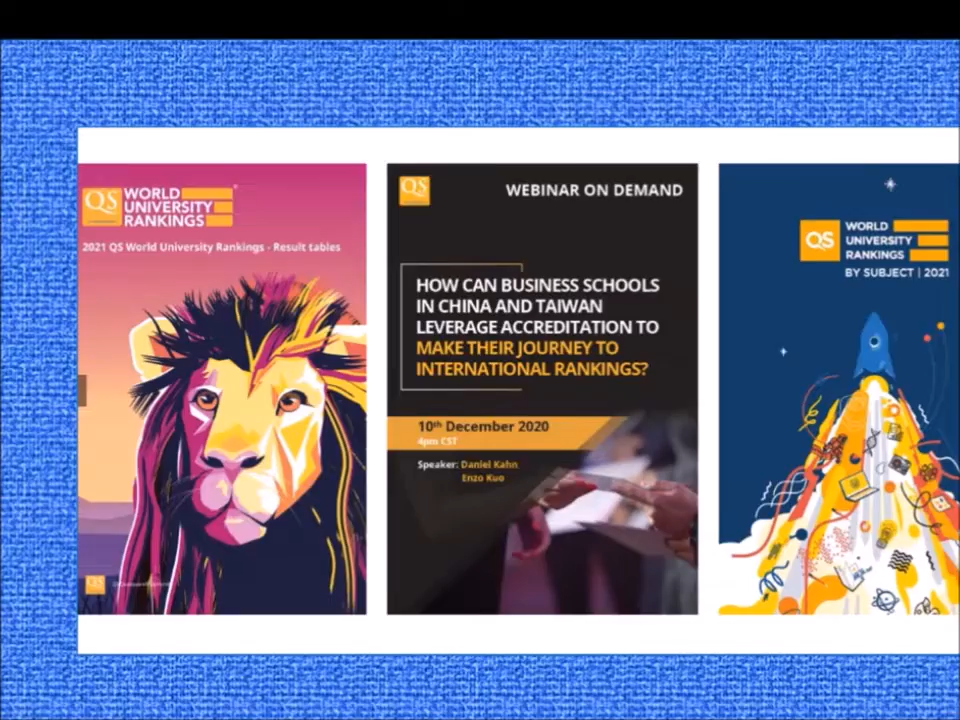 QS
WORLD
UNIVERSITY
RANKINGS
2021 QS World University Rankings - Result tables
QS
QS
WEBINAR ON DEMAND
HOW CAN BUSINESS SCHOOLS
IN CHINA AND TAIWAN
LEVERAGE ACCREDITATION TO
MAKE THEIR JOURNEY TO
INTERNATIONAL RANKINGS?
10th December 2020
4pm CST
Speaker: Daniel Kahn
Enzo Kuo
QS
WORLD
UNIVERSITY
RANKINGS
BY SUBJECT | 2021